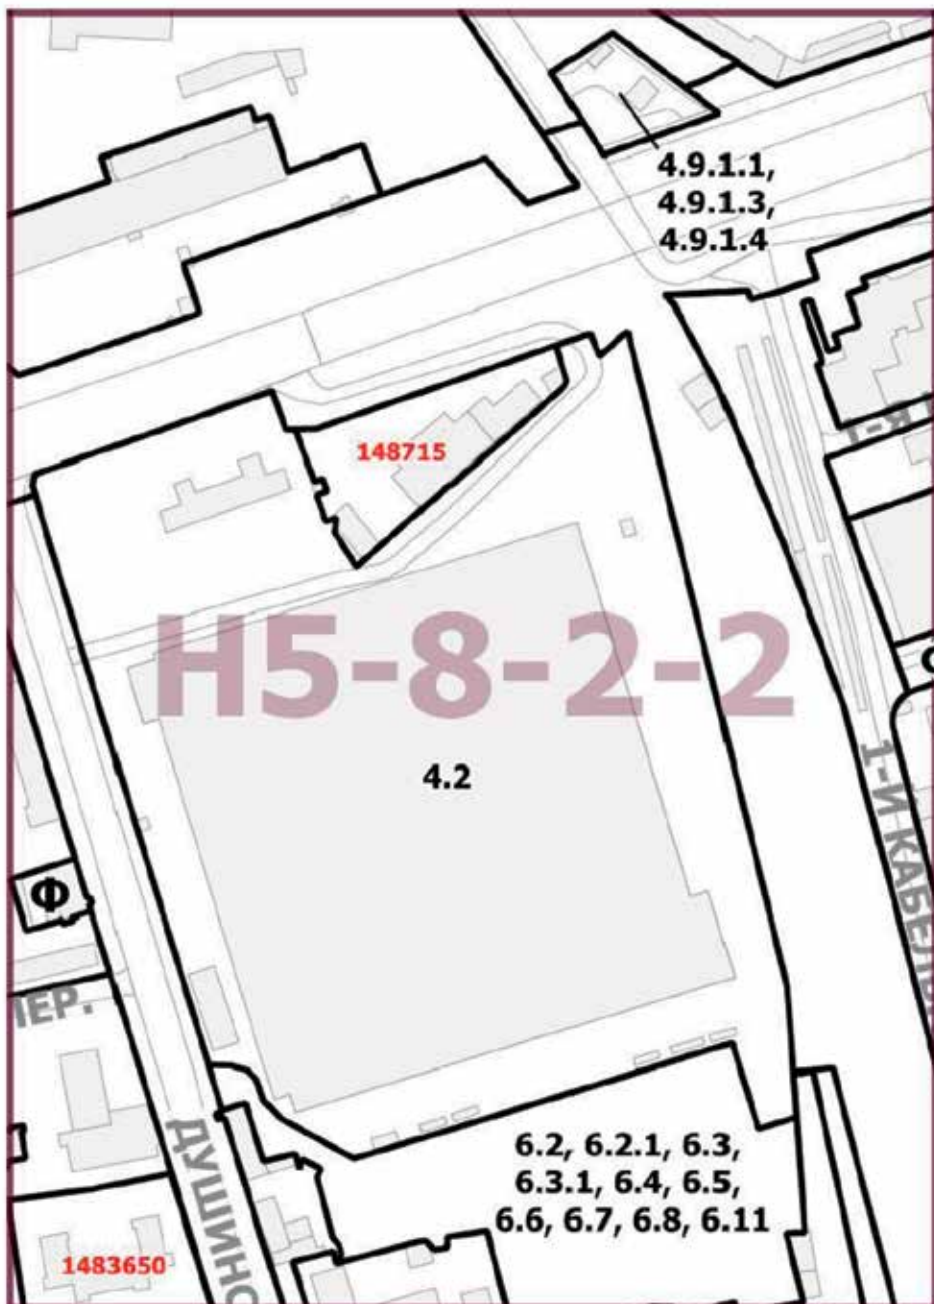 4.9.1.1,
4.9.1.3,
4.9.1.4
148715
Н5-8-2-2
4.2
1-Й КАБЕЛЬ
Ф
ПЕР.
ДУШИНС
6.2, 6.2.1, 6.3,
6.3.1, 6.4, 6.5,
6.6, 6.7, 6.8, 6.11
1483650